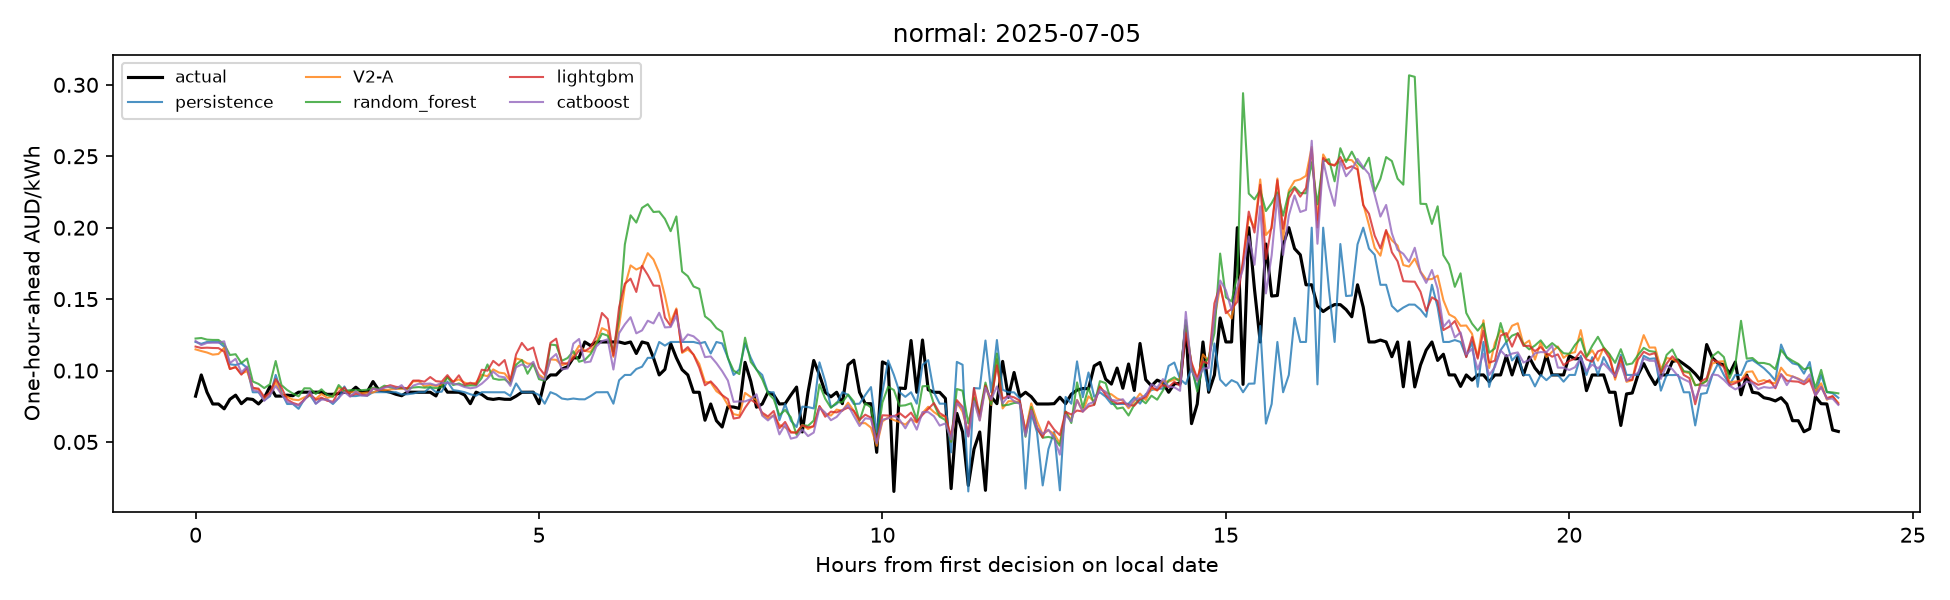 normal: 2025-07-05
actual
persistence
V2-A
random_forest
lightgbm
catboost
One-hour-ahead AUD/kWh
0.30
0.25
0.20
0.15
0.10
0.05
0 5 10 15 20 25
Hours from first decision on local date